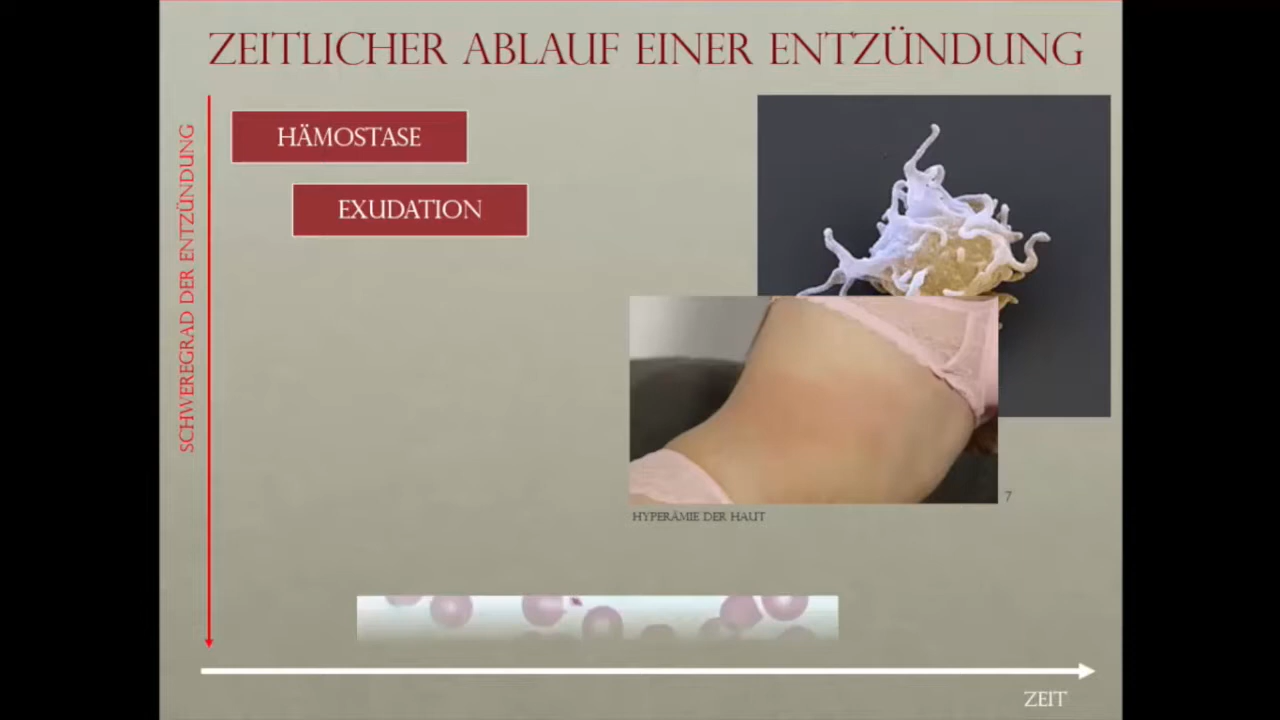 ZEITLICHER ABLAUF EINER ENTZÜNDUNG
SCHWEREGRAD DER ENTZÜNDUNG
HÄMOSTASE
EXUDATION
7
HYPERÄMIE DER HAUT
ZEIT